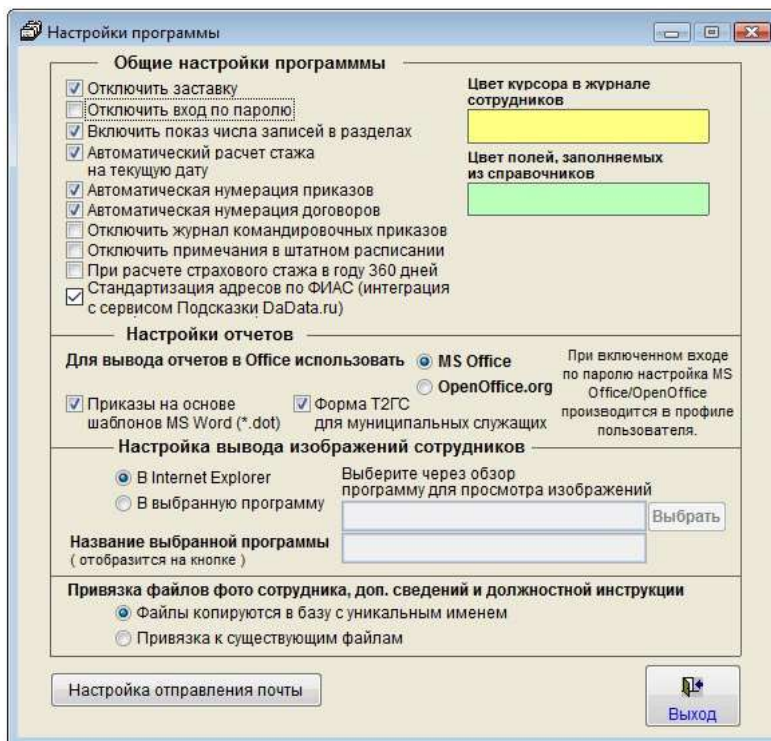 Настройки программы
Общие настройки программмы
Отключить заставку
Отключить вход по паролю
Включить показ числа записей в разделах
Автоматический расчет стажа
на текущую дату
Автоматическая нумерация приказов
Автоматическая нумерация договоров
Отключить журнал командировочных приказов
Отключить примечания в штатном расписании
При расчете страхового стажа в году 360 дней
Стандартизация адресов по ФИАС (интеграция
с сервисом Подсказки DaData.ru)
Цвет курсора в журнале
сотрудников
Цвет полей, заполняемых
из справочников
Настройки отчетов
Для вывода отчетов в Office использовать
MS Office
OpenOffice.org
При включенном входе
по паролю настройка MS
Office/OpenOffice
производится в профиле
пользователя.
Приказы на основе
шаблонов MS Word (*.dot)
Форма Т2ГС
для муниципальных служащих
Настройка вывода изображений сотрудников
В Internet Explorer
В выбранную программу
Выберите через обзор
программу для просмотра изображений
Выбрать
Название выбранной программы
( отобразится на кнопке )
Привязка файлов фото сотрудника, доп. сведений и должностной инструкции
Файлы копируются в базу с уникальным именем
Привязка к существующим файлам
Настройка отправления почты
Выход